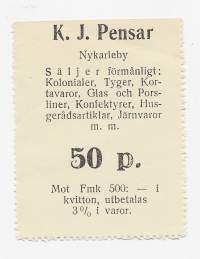 K. J. Pensar
Nykarleby
Säljer förmånligt:
Kolonialer, Tyger, Kor-
tavaror, Glas och Pors-
liner, Konfektyrer, Hus-
gerådsartiklar, Järnvaror
m. m.
50 p.
Mot Fmk 500: — i
kvitton, utbetalas
3% i varor.